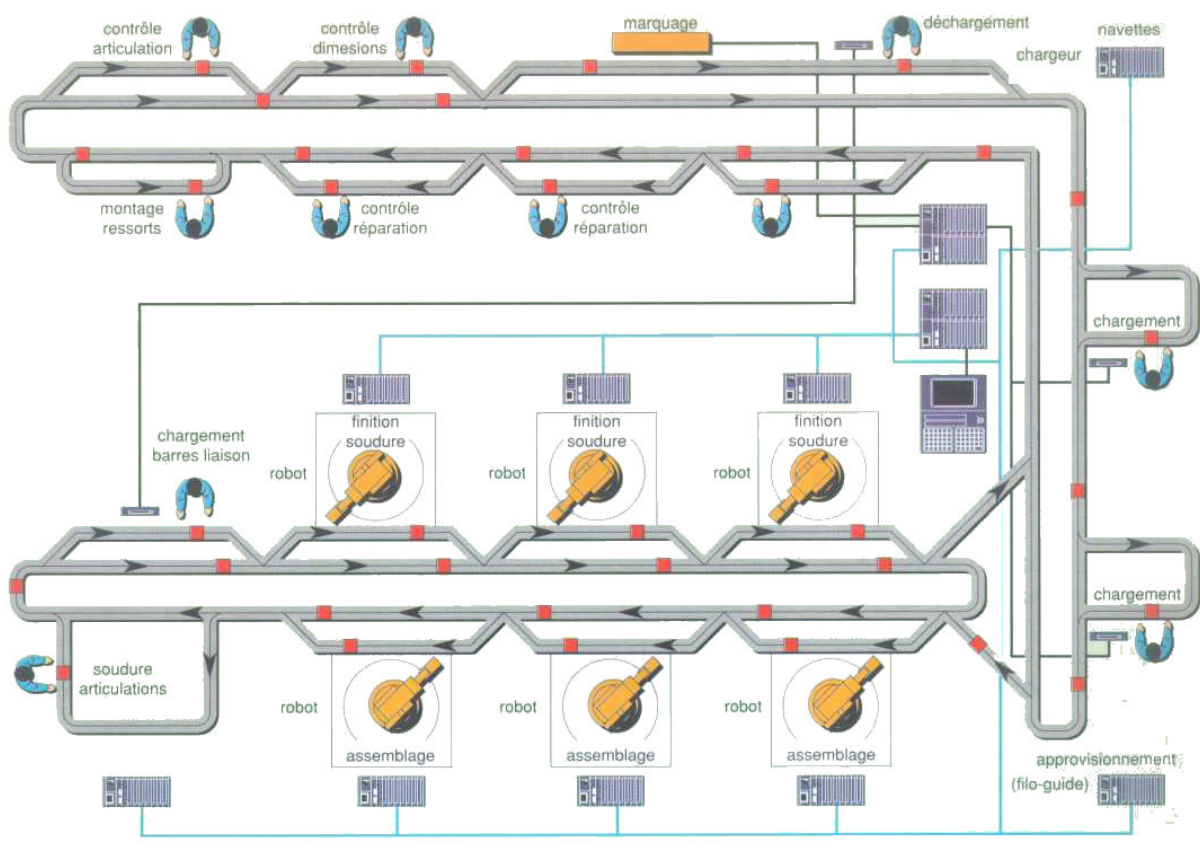 contrôle
articulation
contrôle
dimesions
marquage
déchargement
navettes
chargeur
montage
ressorts
contrôle
réparation
contrôle
réparation
chargement
finition
soudure
finition
soudure
finition
soudure
chargement
barres liaison
robot
robot
robot
chargement
soudure
articulations
robot
robot
robot
assemblage
assemblage
assemblage
approvisionnement
(filo-guide)